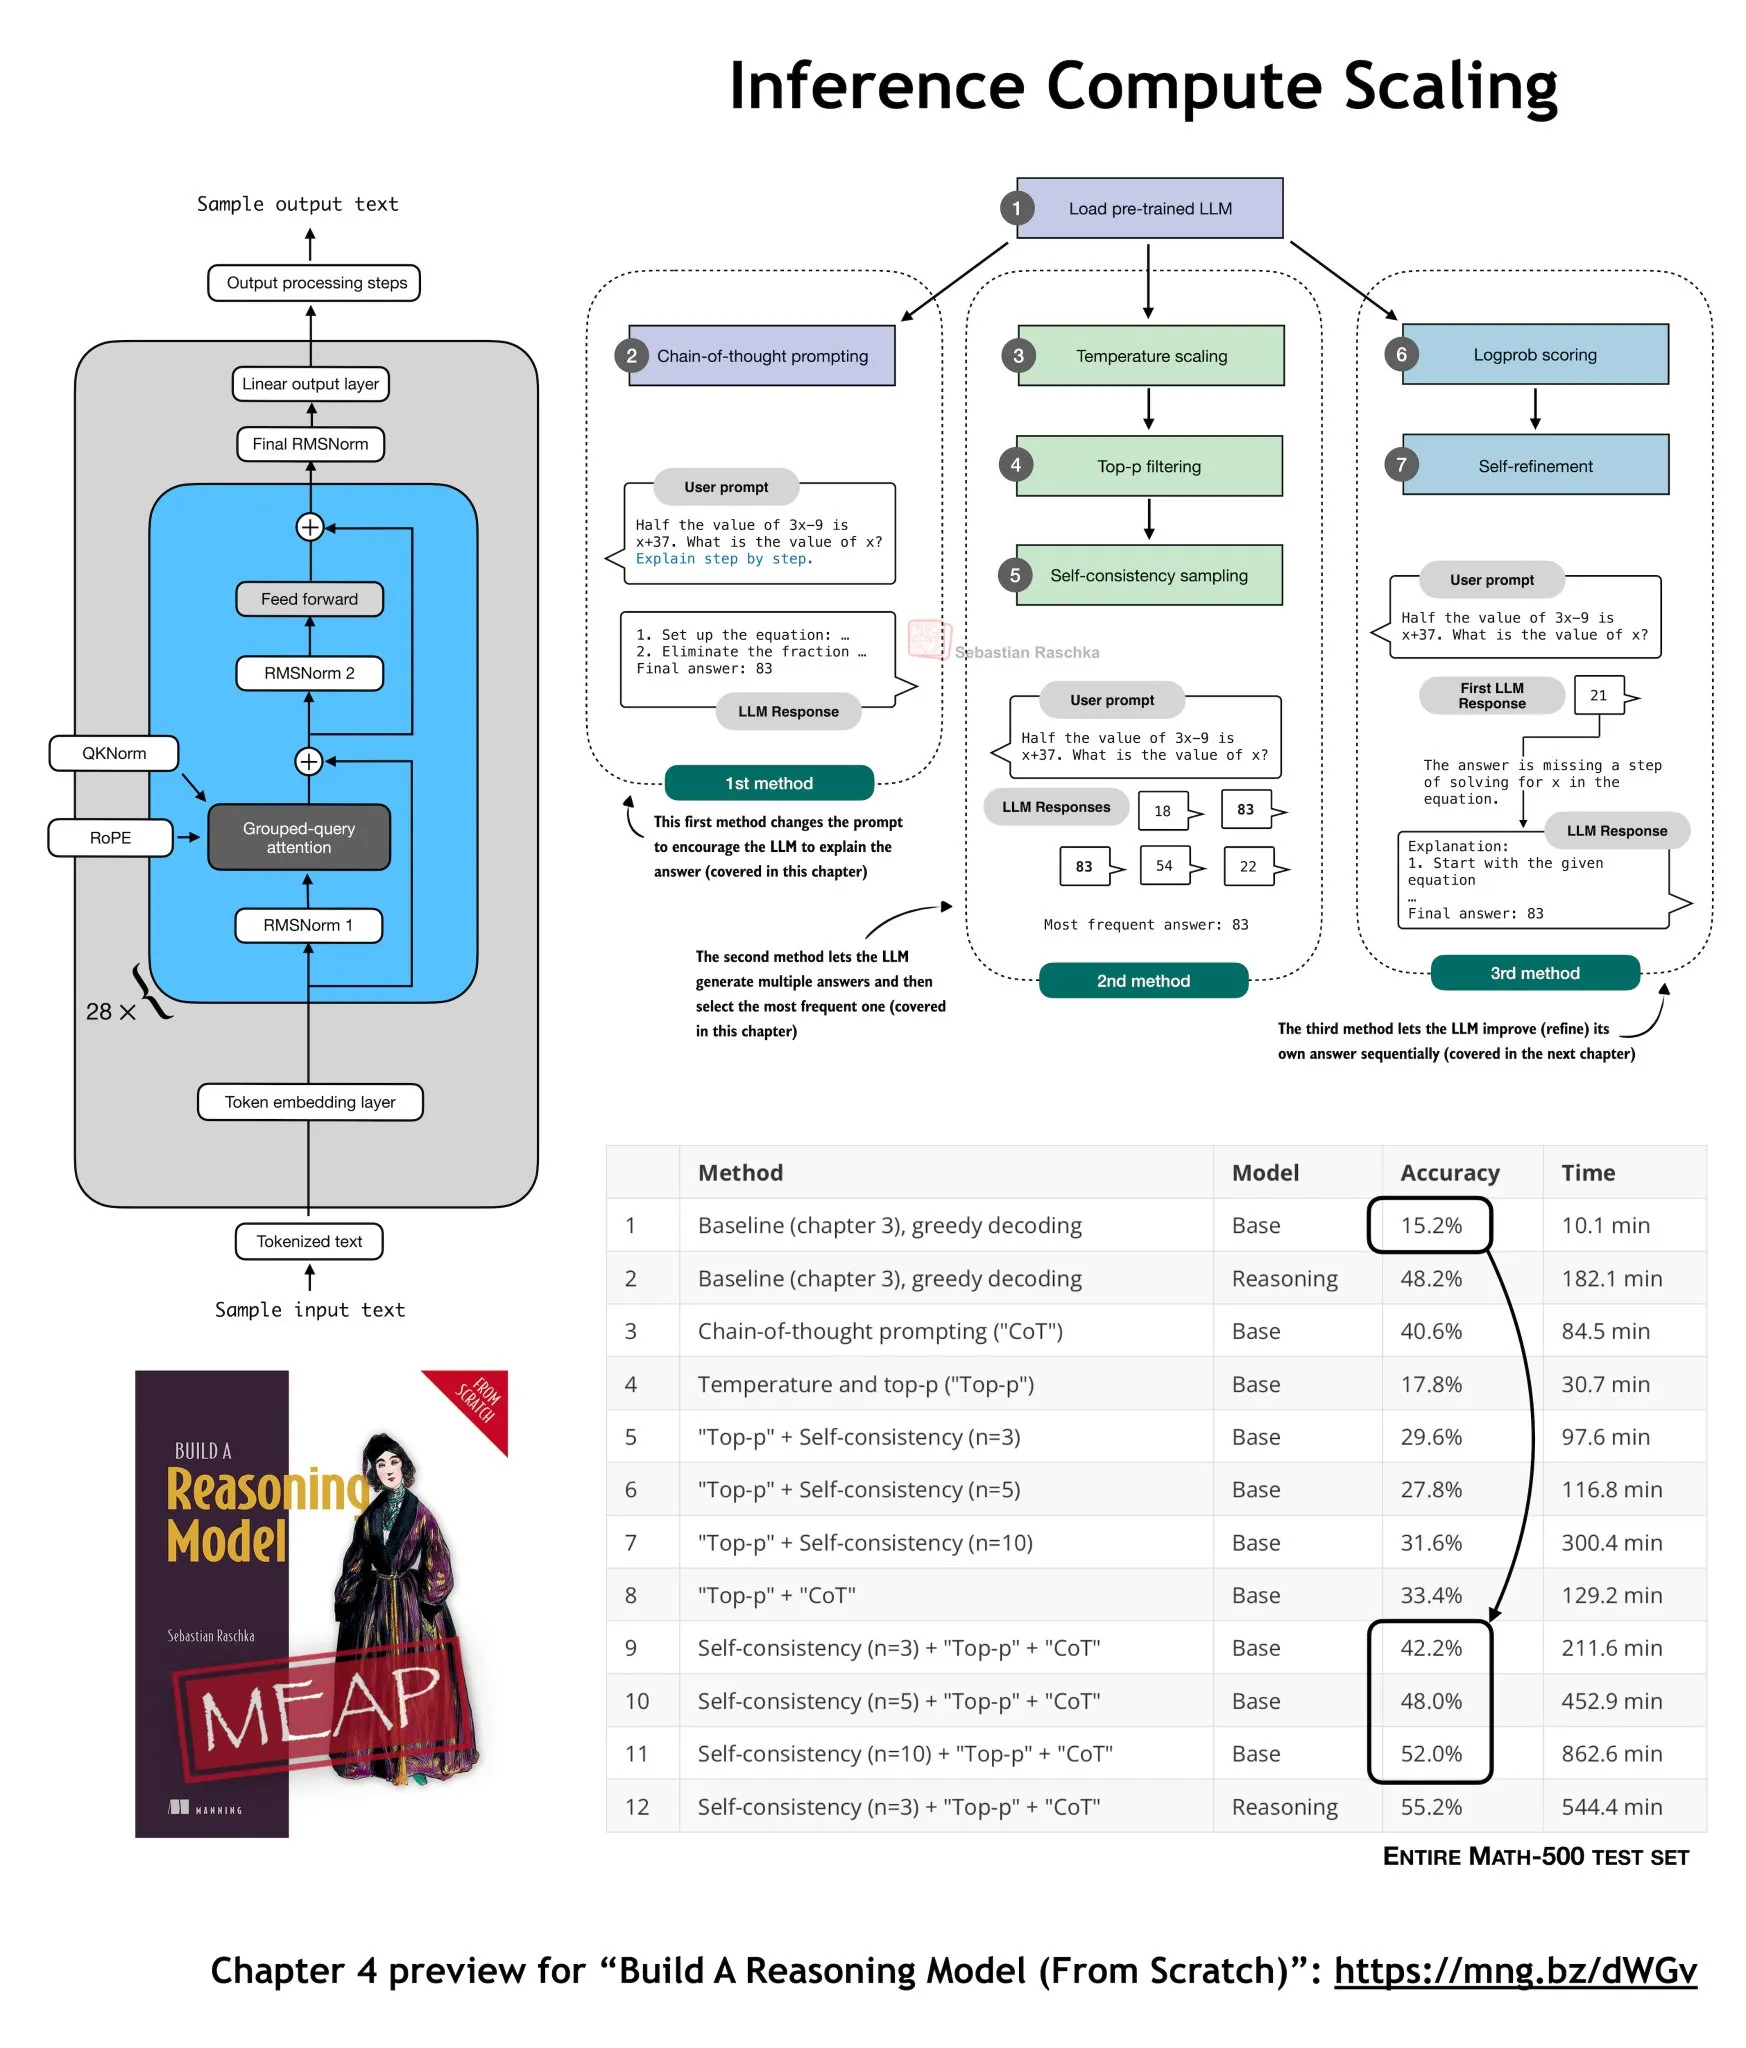 Inference Compute Scaling
Sample output text
Output processing steps
Linear output layer
Final RMSNorm
Feed forward
RMSNorm 2
QKNorm
RoPE
Grouped-query
attention
RMSNorm 1
28 ×
Token embedding layer
Tokenized text
Sample input text
1 Load pre-trained LLM
2 Chain-of-thought prompting
User prompt
Half the value of 3x−9 is
x+37. What is the value of x?
Explain step by step.
1. Set up the equation: …
2. Eliminate the fraction …
Final answer: 83
LLM Response
1st method
This first method changes the prompt
to encourage the LLM to explain the
answer (covered in this chapter)
3 Temperature scaling
4 Top-p filtering
5 Self-consistency sampling
Sebastian Raschka
User prompt
Half the value of 3x−9 is
x+37. What is the value of x?
LLM Responses 18 83
83 54 22
Most frequent answer: 83
2nd method
The second method lets the LLM
generate multiple answers and then
select the most frequent one (covered
in this chapter)
6 Logprob scoring
7 Self-refinement
User prompt
Half the value of 3x−9 is
x+37. What is the value of x?
First LLM
Response
21
The answer is missing a step
of solving for x in the
equation.
LLM Response
Explanation:
1. Start with the given
equation
…
Final answer: 83
3rd method
The third method lets the LLM improve (refine) its
own answer sequentially (covered in the next chapter)
Method Model Accuracy Time
1 Baseline (chapter 3), greedy decoding Base 15.2% 10.1 min
2 Baseline (chapter 3), greedy decoding Reasoning 48.2% 182.1 min
3 Chain-of-thought prompting ("CoT") Base 40.6% 84.5 min
4 Temperature and top-p ("Top-p") Base 17.8% 30.7 min
5 "Top-p" + Self-consistency (n=3) Base 29.6% 97.6 min
6 "Top-p" + Self-consistency (n=5) Base 27.8% 116.8 min
7 "Top-p" + Self-consistency (n=10) Base 31.6% 300.4 min
8 "Top-p" + "CoT" Base 33.4% 129.2 min
9 Self-consistency (n=3) + "Top-p" + "CoT" Base 42.2% 211.6 min
10 Self-consistency (n=5) + "Top-p" + "CoT" Base 48.0% 452.9 min
11 Self-consistency (n=10) + "Top-p" + "CoT" Base 52.0% 862.6 min
12 Self-consistency (n=3) + "Top-p" + "CoT" Reasoning 55.2% 544.4 min
ENTIRE MATH-500 TEST SET
FROM
SCRATCH
BUILD A
Reasoning
Model
Sebastian Raschka
MEAP
MANNING
Chapter 4 preview for “Build A Reasoning Model (From Scratch)”: https://mng.bz/dWGv